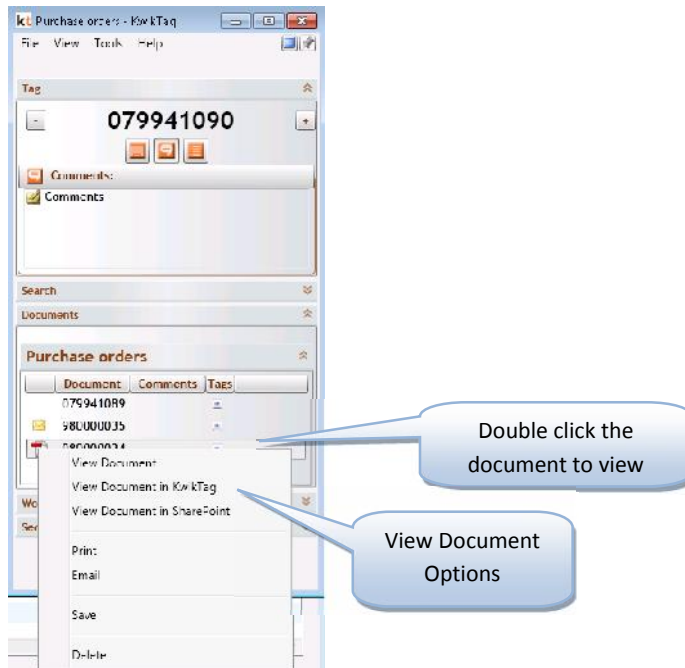 kt Purchase orders - KwikTag
File View Tools Help
Tag
- 079941090 +
Comments:
Comments
Search
Documents
Purchase orders
Document Comments Tags
079941089
980000035
980000034
View Document
View Document in KwikTag
View Document in SharePoint
Print
Email
Save
Delete
Double click the
document to view
View Document
Options